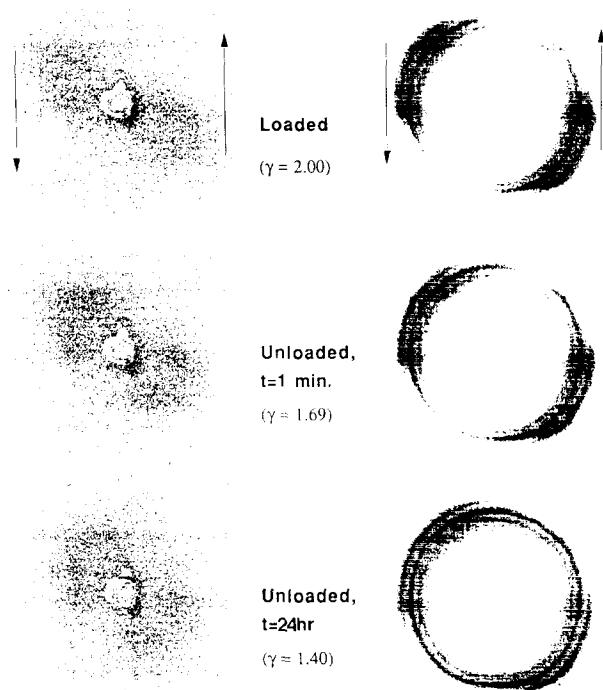 Loaded
(γ = 2.00)
Unloaded,
t=1 min.
(γ = 1.69)
Unloaded,
t=24hr
(γ = 1.40)